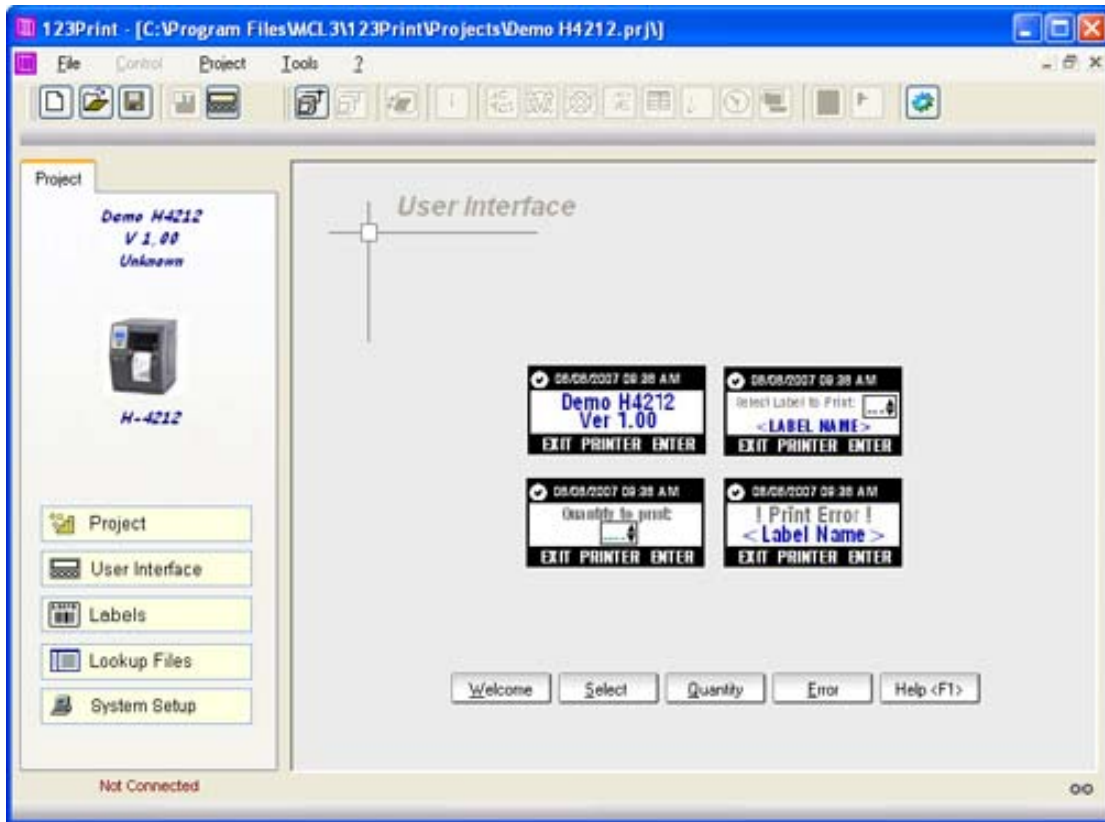 123Print - [C:\Program Files\MCL3\123Print\Projects\Demo H4212.prj\]
File Control Project Tools ?
Project
Demo H4212
V 1.00
Unknown
H-4212
Project
User Interface
Labels
Lookup Files
System Setup
Not Connected
User Interface
08/08/2007 09:38 AM
Demo H4212
Ver 1.00
EXIT PRINTER ENTER
08/08/2007 09:38 AM
Select Label to Print:
<LABEL NAME>
EXIT PRINTER ENTER
08/08/2007 09:38 AM
Quantity to print:
EXIT PRINTER ENTER
08/08/2007 09:38 AM
! Print Error !
<Label Name>
EXIT PRINTER ENTER
Welcome Select Quantity Error Help <F1>